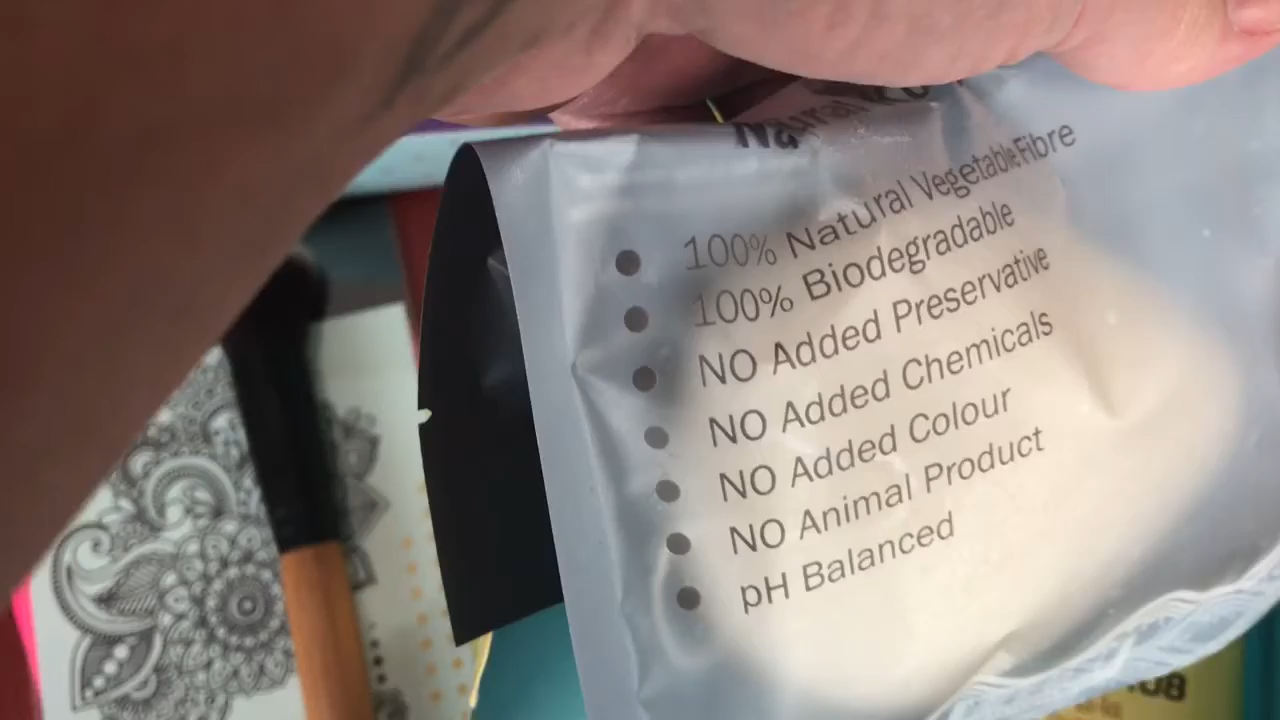 Natural
100% Natural Vegetable Fibre
100% Biodegradable
NO Added Preservative
NO Added Chemicals
NO Added Colour
NO Animal Product
pH Balanced